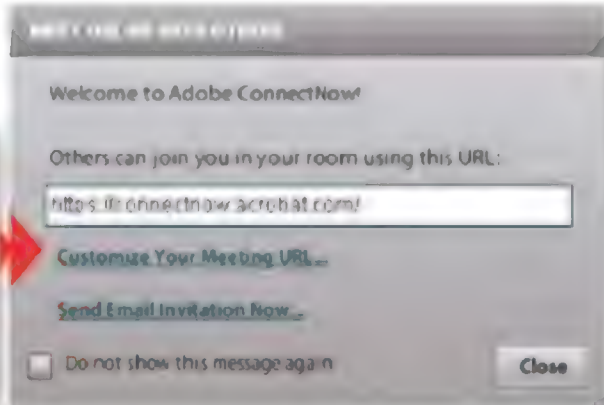 Welcome to Adobe ConnectNow!
Others can join you in your room using this URL:
https://connectnow.acrobat.com/
Customize Your Meeting URL...
Send Email Invitation Now...
Do not show this message again
Close